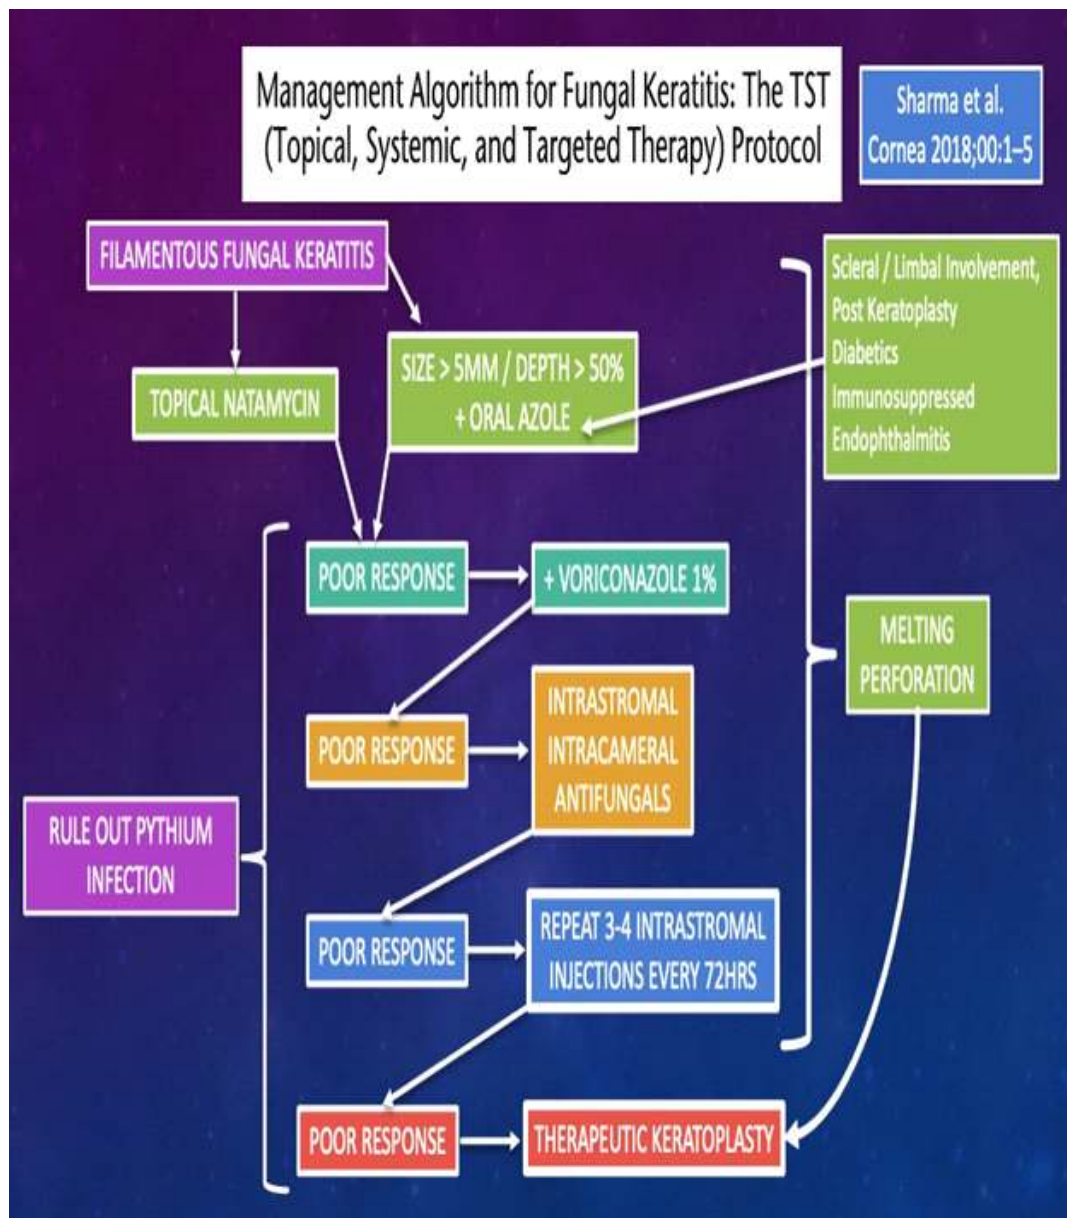 Management Algorithm for Fungal Keratitis: The TST
(Topical, Systemic, and Targeted Therapy) Protocol
Sharma et al.
Cornea 2018;00:1–5
FILAMENTOUS FUNGAL KERATITIS
Scleral / Limbal Involvement,
Post Keratoplasty
Diabetics
Immunosuppressed
Endophthalmitis
TOPICAL NATAMYCIN
SIZE > 5MM / DEPTH > 50%
+ ORAL AZOLE
POOR RESPONSE
+ VORICONAZOLE 1%
MELTING
PERFORATION
POOR RESPONSE
INTRASTROMAL
INTRACAMERAL
ANTIFUNGALS
RULE OUT PYTHIUM
INFECTION
POOR RESPONSE
REPEAT 3-4 INTRASTROMAL
INJECTIONS EVERY 72HRS
POOR RESPONSE
THERAPEUTIC KERATOPLASTY